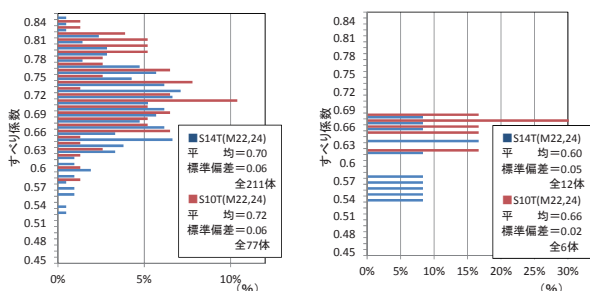 すべり係数
0.84
0.81
0.78
0.75
0.72
0.69
0.66
0.63
0.6
0.57
0.54
0.51
0.48
0.45
0% 5% 10%
(%)
S14T(M22,24)
平 均=0.70
標準偏差=0.06
全211体
S10T(M22,24)
平 均=0.72
標準偏差=0.06
全77体
すべり係数
0.84
0.81
0.78
0.75
0.72
0.69
0.66
0.63
0.6
0.57
0.54
0.51
0.48
0.45
0% 5% 10% 15% 20% 25% 30%
(%)
S14T(M22,24)
平 均=0.60
標準偏差=0.05
全12体
S10T(M22,24)
平 均=0.66
標準偏差=0.02
全6体